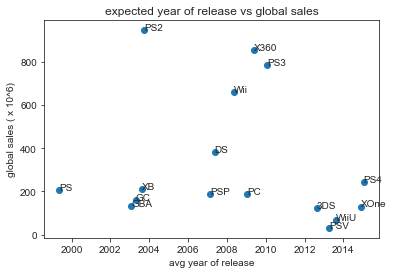 expected year of release vs global sales
PS2
X360
PS3
Wii
DS
PS
XB
GC
GBA
PSP
PC
PS4
3DS
XOne
WiiU
PSV
global sales ( x 10^6)
800
600
400
200
0
2000
2002
2004
2006
2008
2010
2012
2014
avg year of release